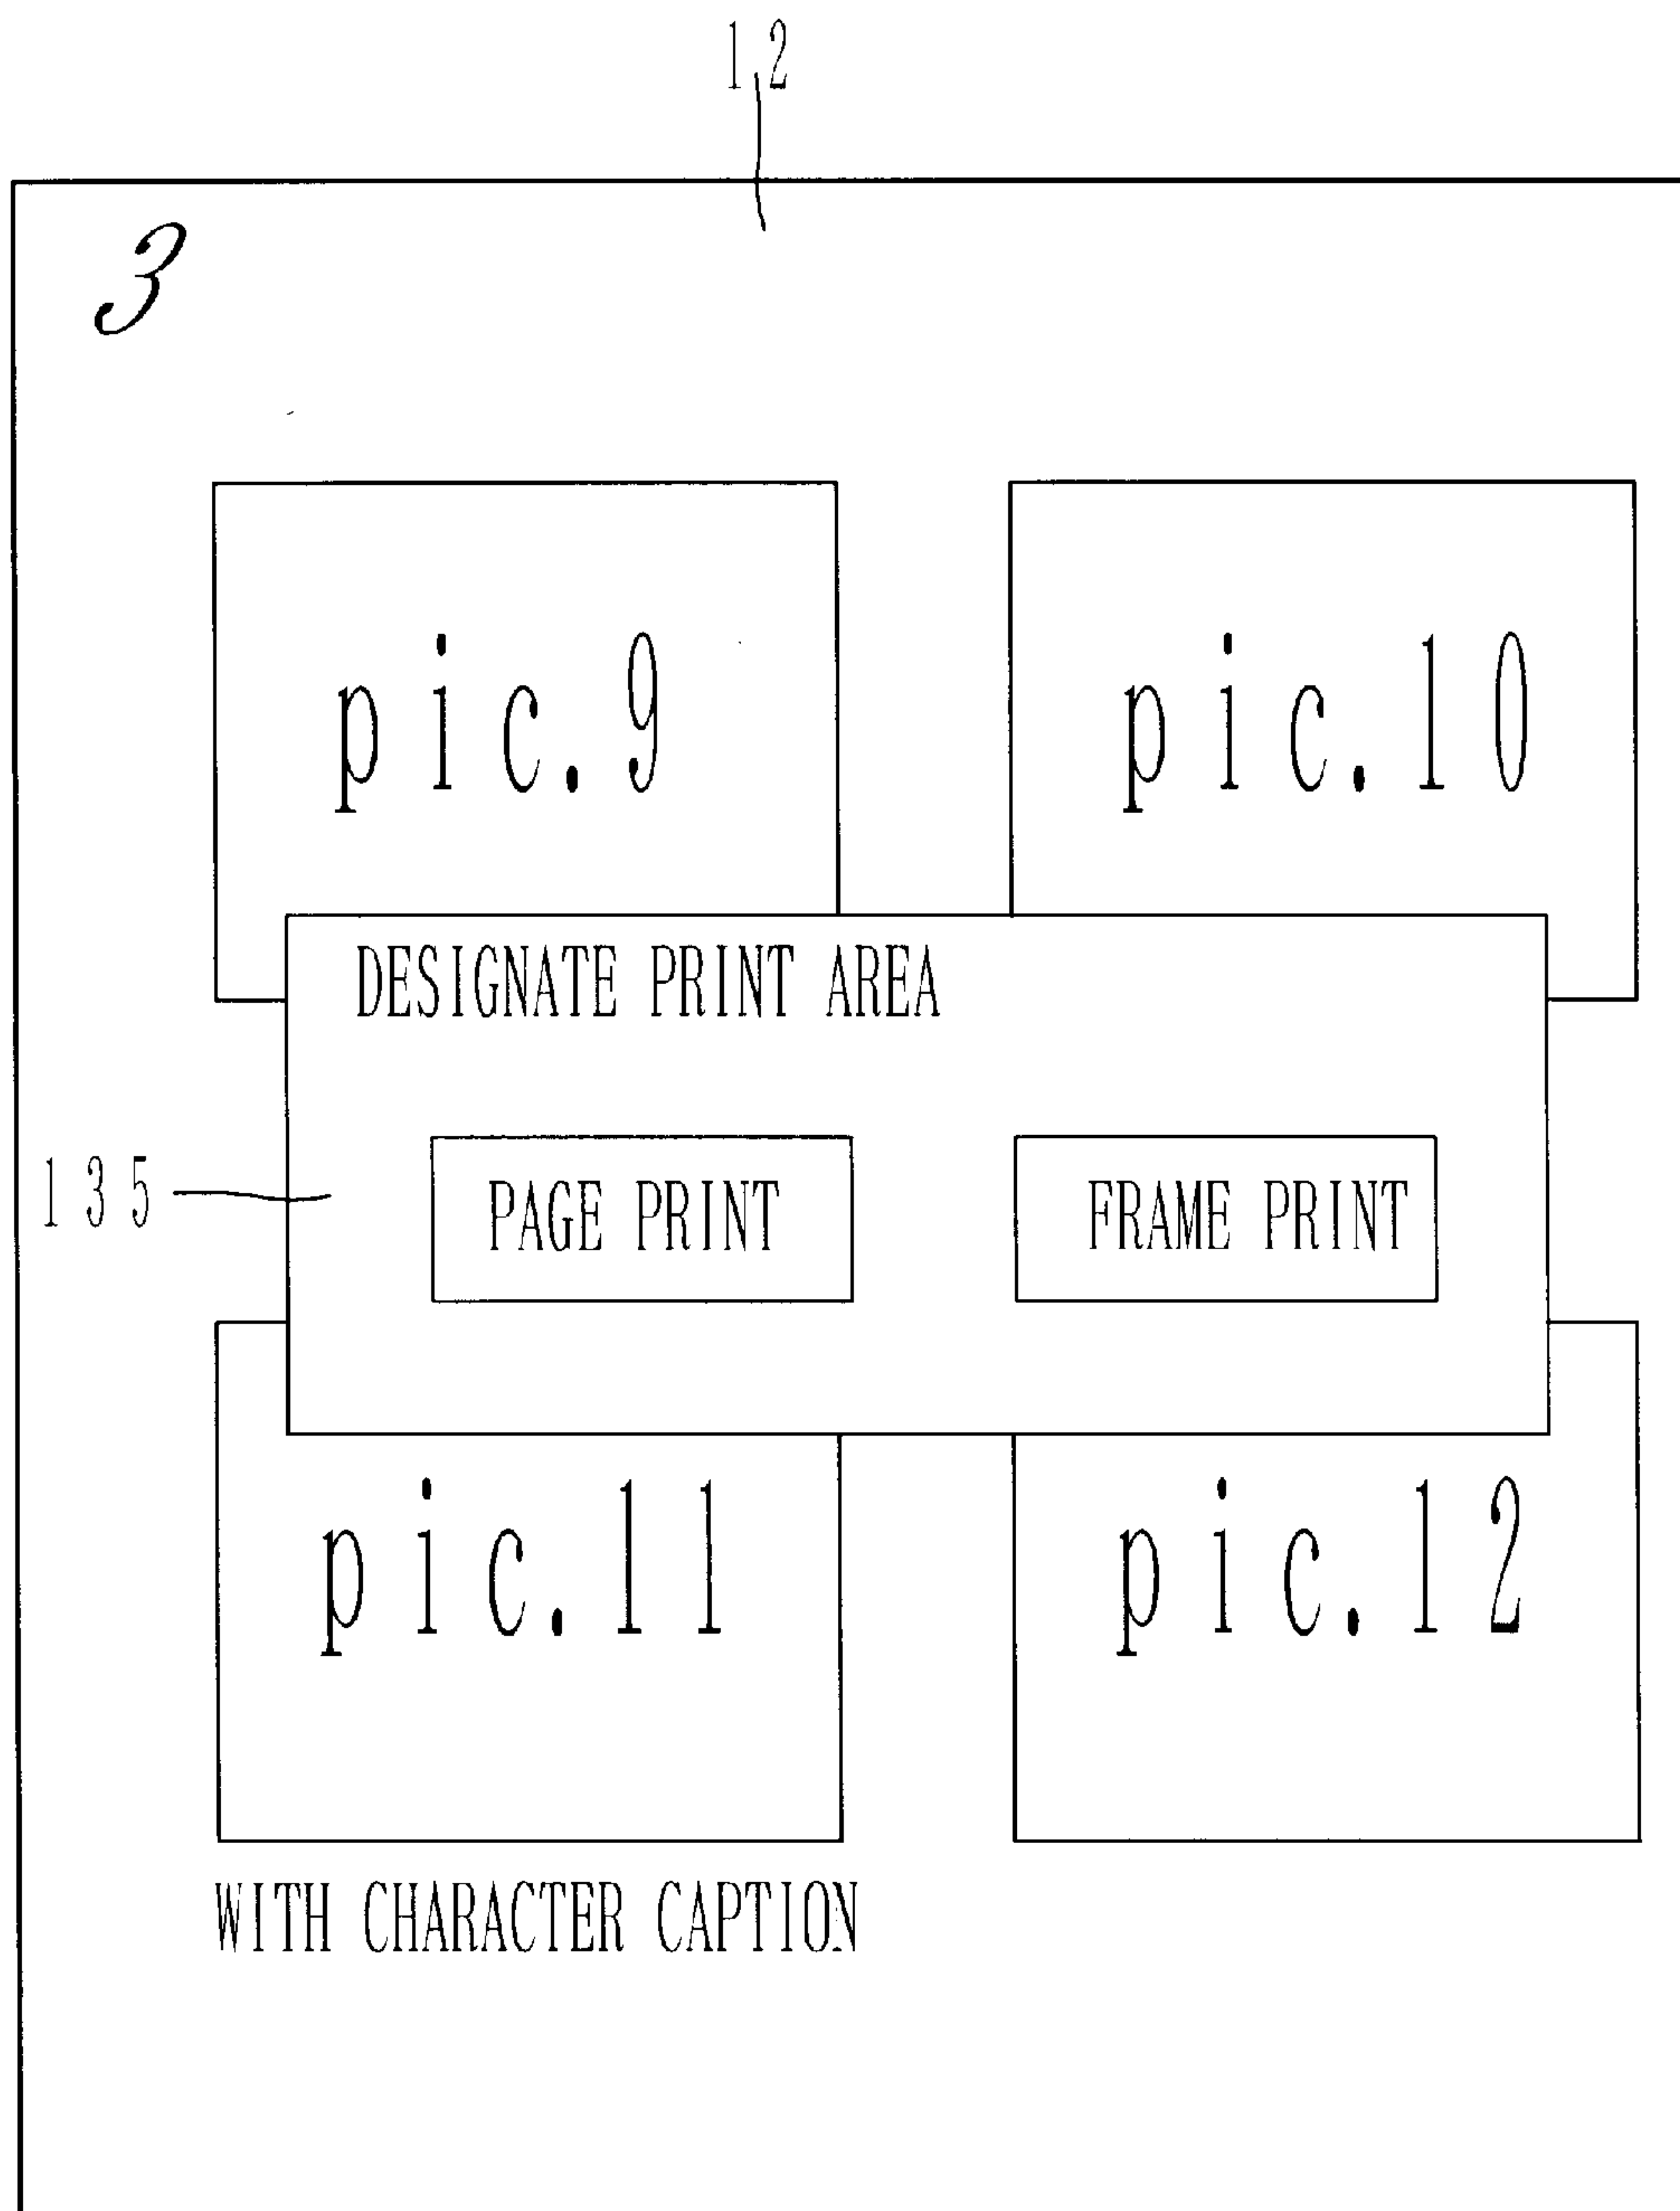 12
3
pic.9
pic.10
DESIGNATE PRINT AREA
135
PAGE PRINT
FRAME PRINT
pic.11
pic.12
WITH CHARACTER CAPTION